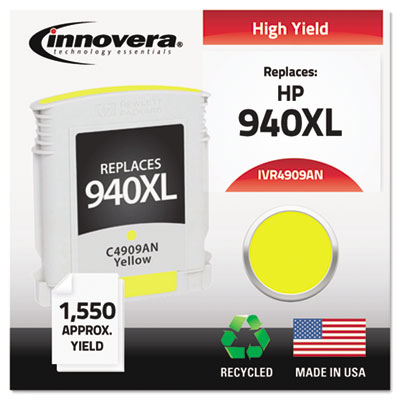 innovera
technology essentials
High Yield
Replaces:
HP
940XL
IVR4909AN
REPLACES
940XL
C4909AN
Yellow
1,550
APPROX.
YIELD
RECYCLED
MADE IN USA